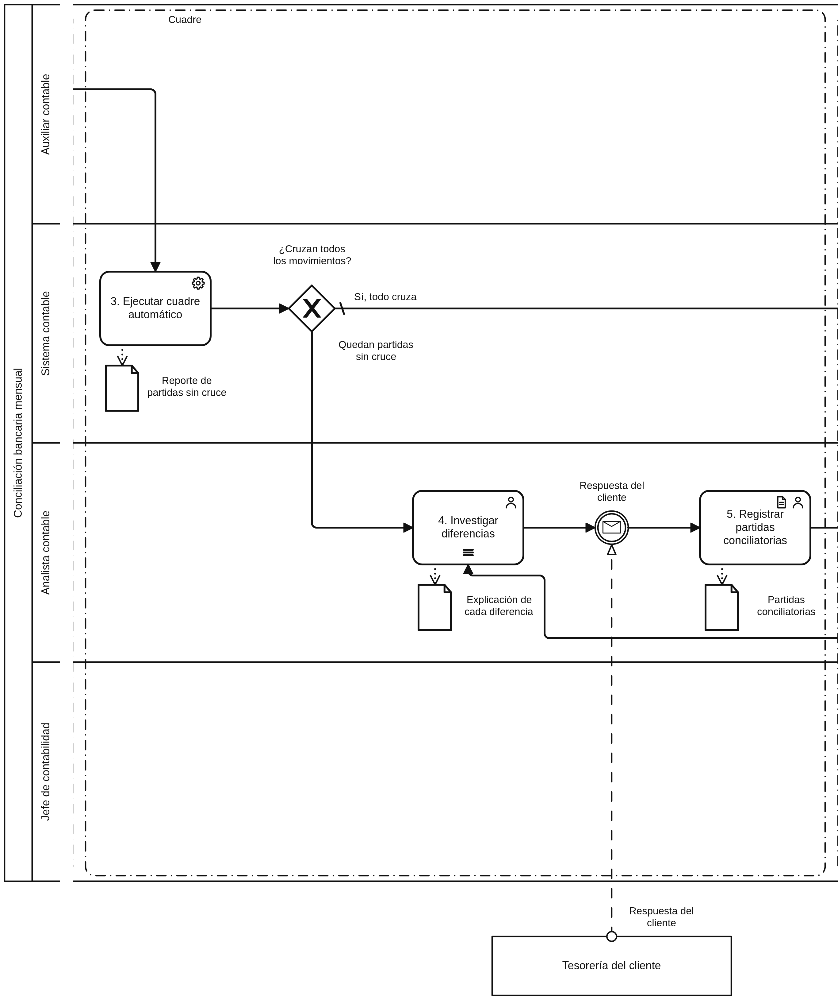 Cuadre
Conciliación bancaria mensual
Auxiliar contable
Sistema contable
Analista contable
Jefe de contabilidad
¿Cruzan todos
los movimientos?
3. Ejecutar cuadre
automático
X
Sí, todo cruza
Quedan partidas
sin cruce
Reporte de
partidas sin cruce
Respuesta del
cliente
4. Investigar
diferencias
5. Registrar
partidas
conciliatorias
Explicación de
cada diferencia
Partidas
conciliatorias
Respuesta del
cliente
Tesorería del cliente